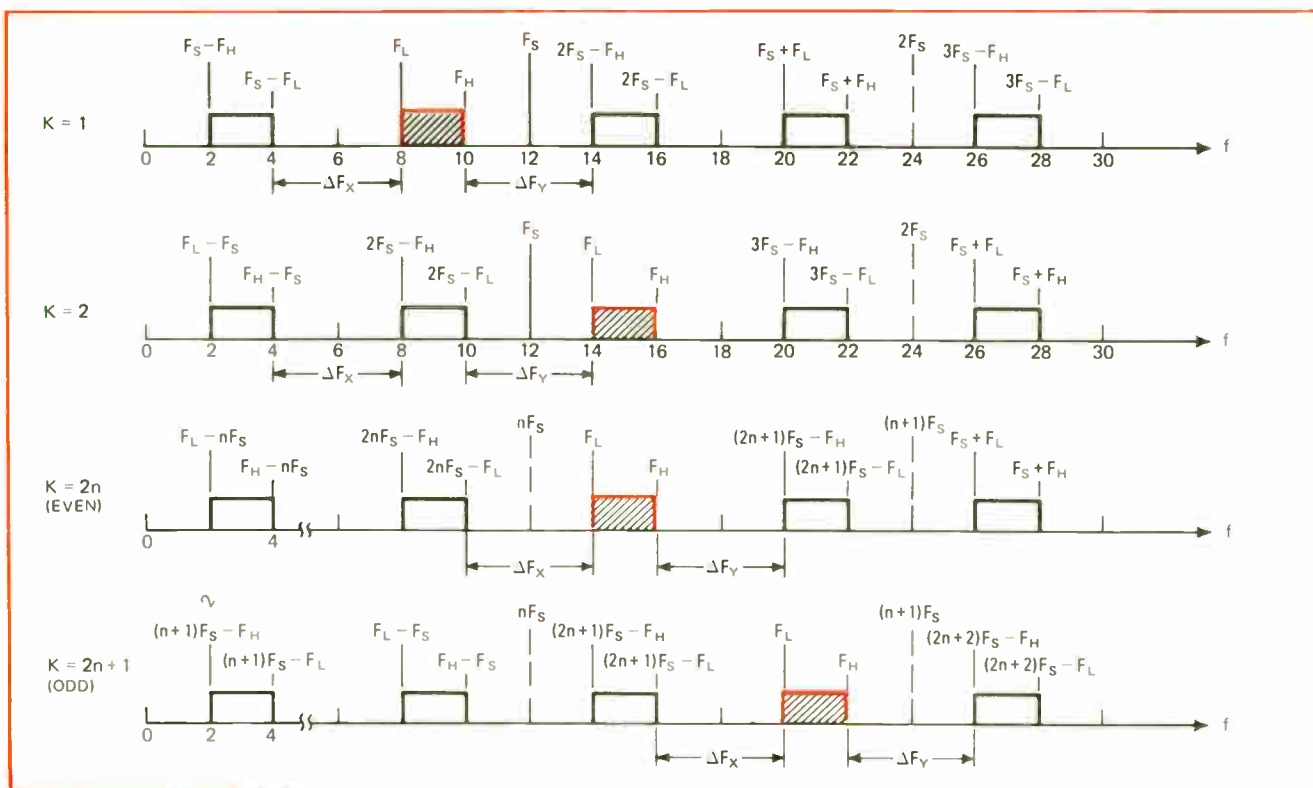 F_S − F_H
F_S − F_L
F_L
F_H
F_S
2F_S − F_H
2F_S − F_L
F_S + F_L
F_S + F_H
2F_S
3F_S − F_H
3F_S − F_L
K = 1
0 2 4 6 8 10 12 14 16 18 20 22 24 26 28 30 f
ΔF_X ΔF_Y
F_L − F_S
F_H − F_S
2F_S − F_H
2F_S − F_L
F_S
F_L
F_H
3F_S − F_H
3F_S − F_L
2F_S
F_S + F_L
F_S + F_H
K = 2
0 2 4 6 8 10 12 14 16 18 20 22 24 26 28 30 f
ΔF_X ΔF_Y
F_L − nF_S
F_H − nF_S
2nF_S − F_H
2nF_S − F_L
nF_S
F_L
F_H
(2n+1)F_S − F_H
(2n+1)F_S − F_L
(n+1)F_S
F_S + F_L
F_S + F_H
K = 2n
(EVEN)
0 4 f
ΔF_X ΔF_Y
(n+1)F_S − F_H
(n+1)F_S − F_L
F_L − F_S
F_H − F_S
nF_S
(2n+1)F_S − F_H
(2n+1)F_S − F_L
F_L
F_H
(n+1)F_S
(2n+2)F_S − F_H
(2n+2)F_S − F_L
K = 2n + 1
(ODD)
0 2 4 f
ΔF_X ΔF_Y